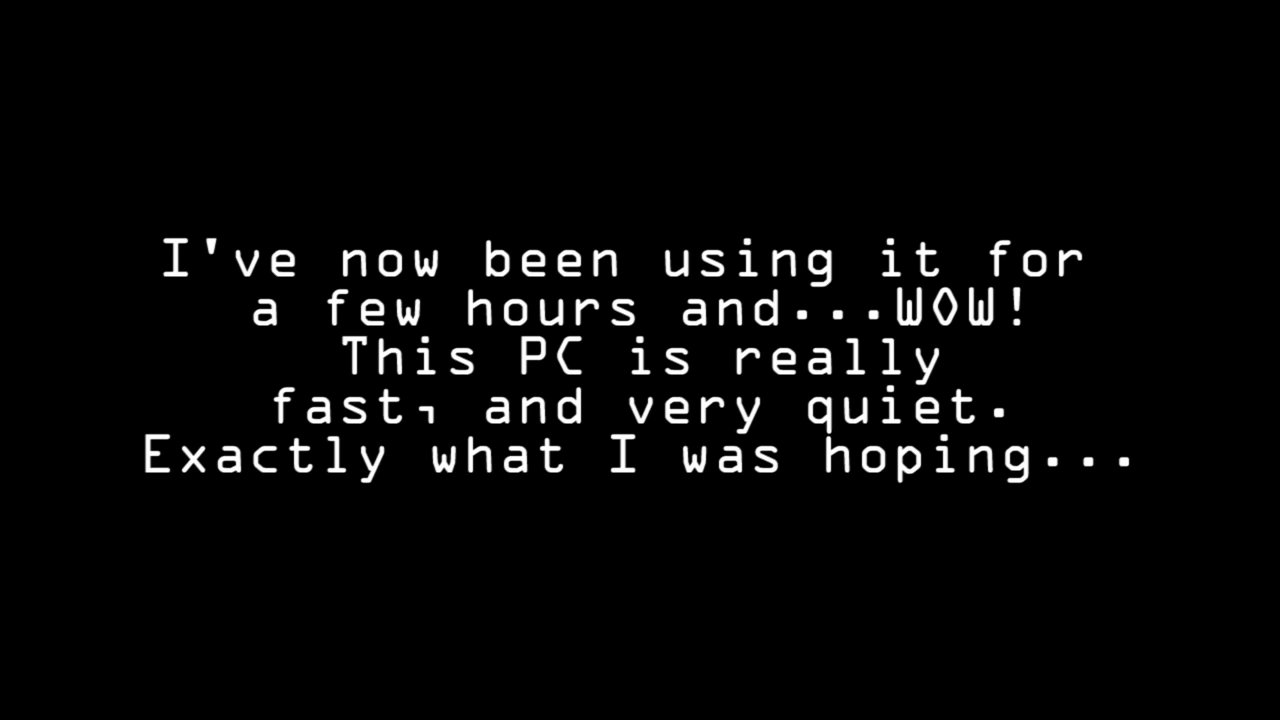 I've now been using it for
a few hours and...WOW!
This PC is really
fast, and very quiet.
Exactly what I was hoping...